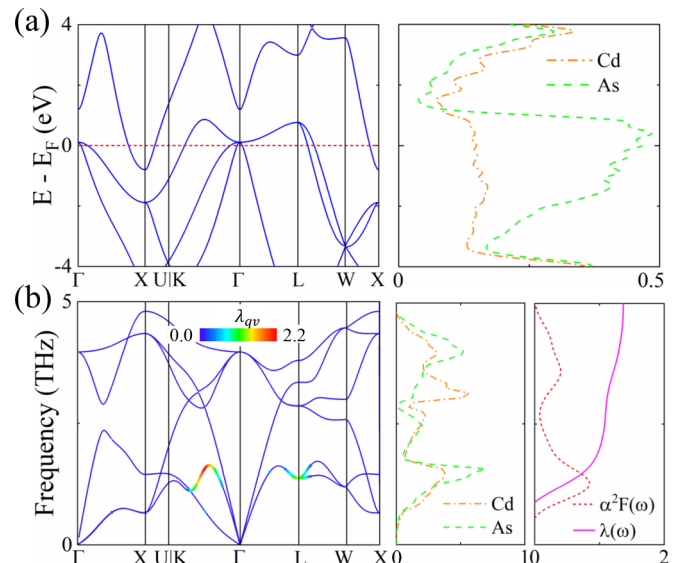 (a)
4
0
-4
E - E_F (eV)
Γ X U|K Γ L W X
Cd
As
0 0.5
(b)
5
0
Frequency (THz)
λ_qν
0.0 2.2
Γ X U|K Γ L W X
Cd
As
0 5 10
α²F(ω)
λ(ω)
0 1 2